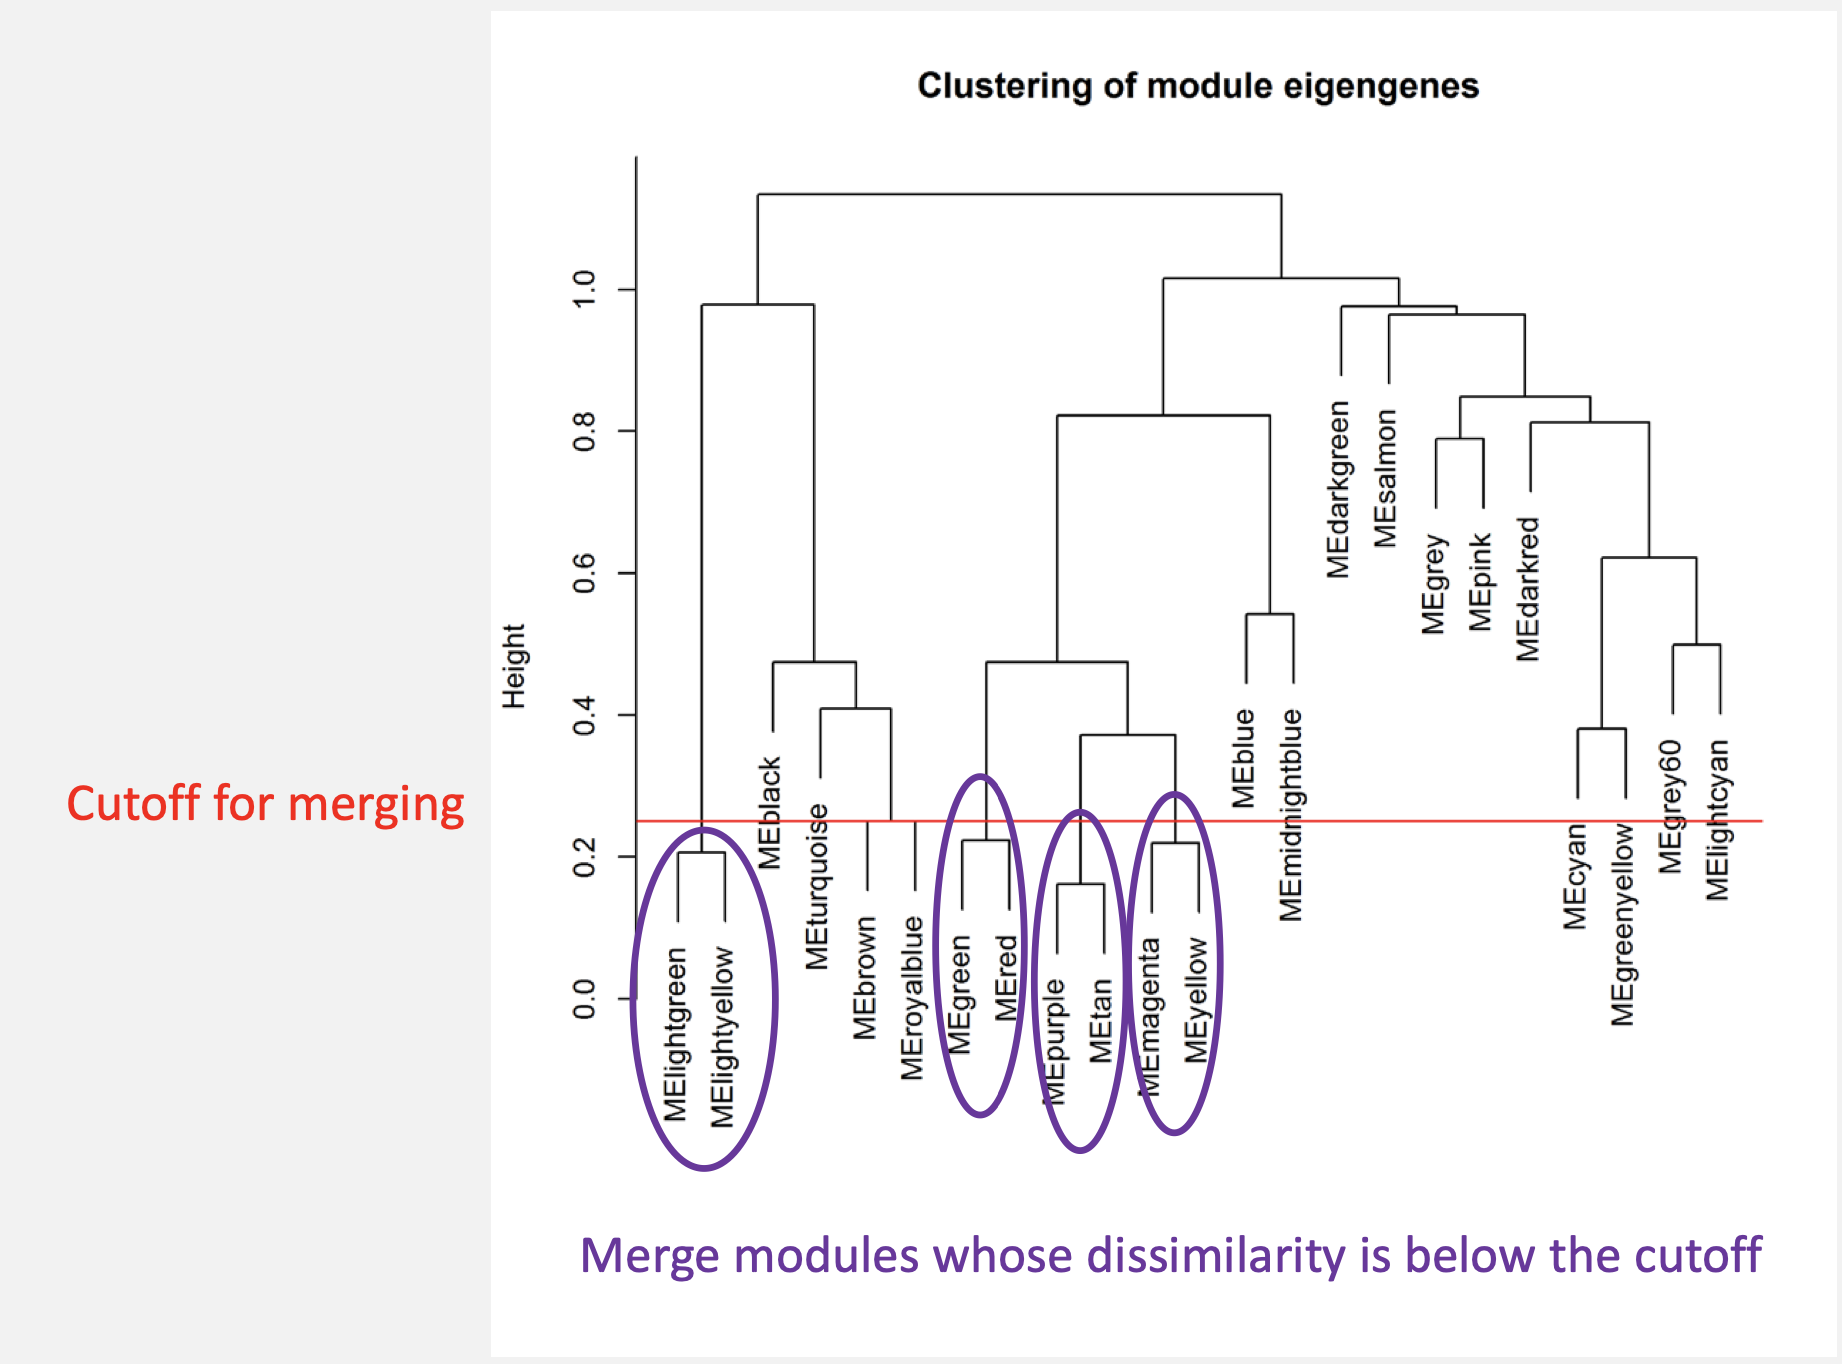 Clustering of module eigengenes
Height
1.0
0.8
0.6
0.4
0.2
0.0
Cutoff for merging
MElightgreen
MElightyellow
MEblack
MEturquoise
MEbrown
MEroyalblue
MEgreen
MEred
MEpurple
MEtan
MEmagenta
MEyellow
MEblue
MEmidnightblue
MEdarkgreen
MEsalmon
MEgrey
MEpink
MEdarkred
MEcyan
MEgreenyellow
MEgrey60
MElightcyan
Merge modules whose dissimilarity is below the cutoff